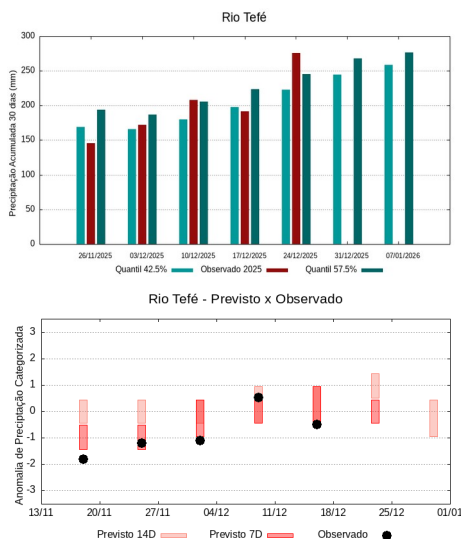 Rio Tefé
Precipitação Acumulada 30 dias (mm)
300
250
200
150
100
50
0
26/11/2025 03/12/2025 10/12/2025 17/12/2025 24/12/2025 31/12/2025 07/01/2026
Quantil 42.5% Observado 2025 Quantil 57.5%
Rio Tefé - Previsto x Observado
Anomalia de Preciptação Categorizada
3
2
1
0
-1
-2
-3
13/11 20/11 27/11 04/12 11/12 18/12 25/12 01/01
Previsto 14D Previsto 7D Observado